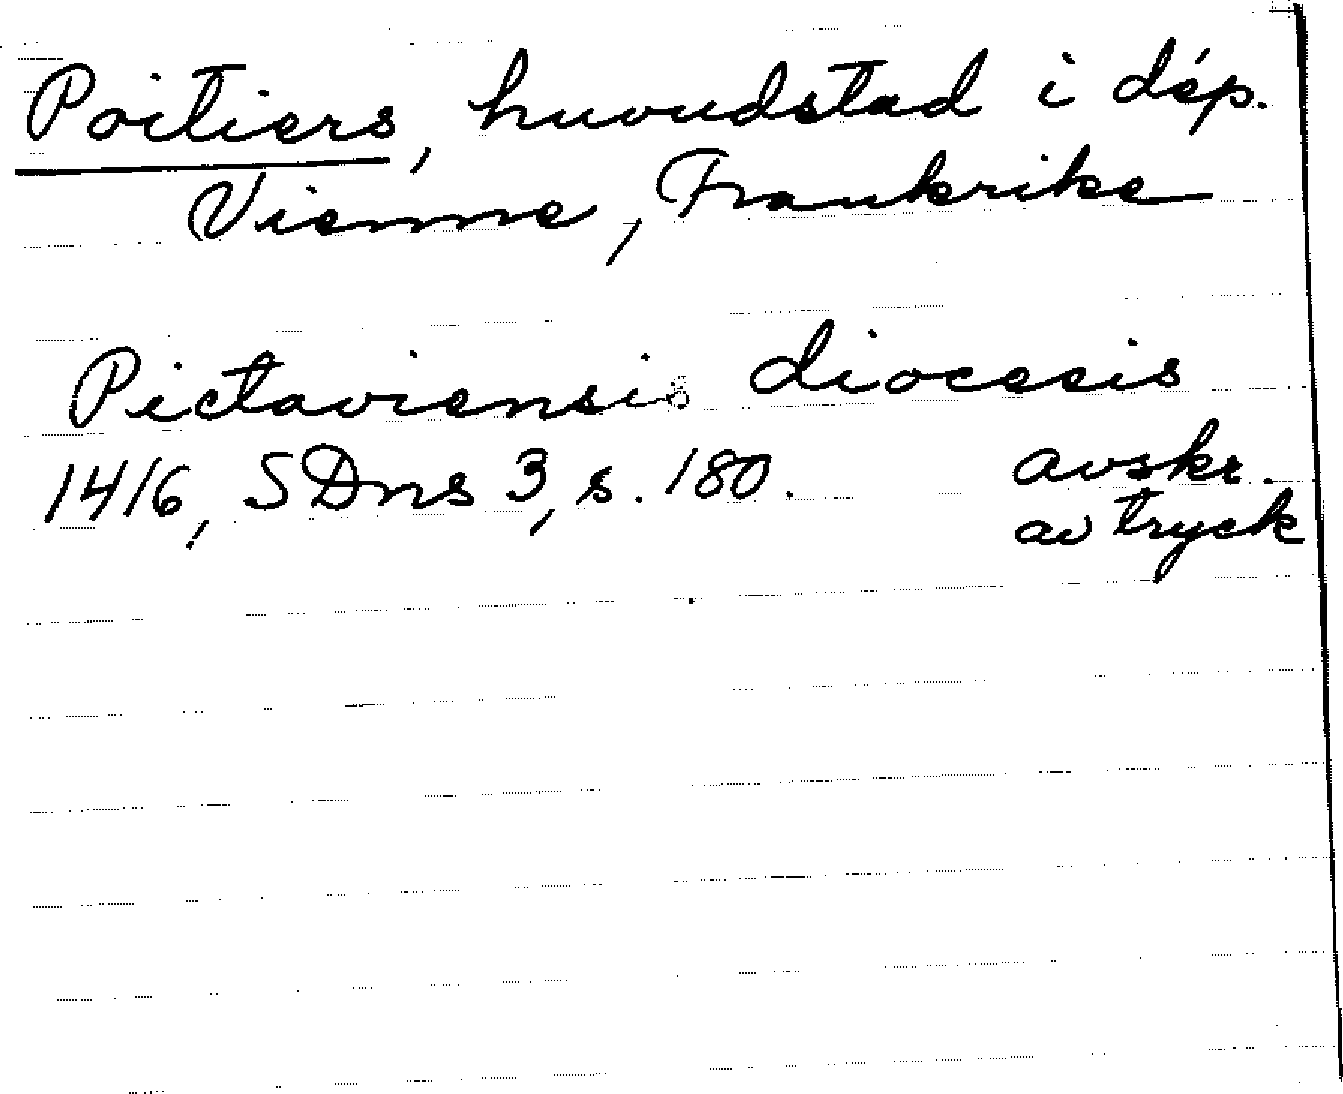 Poitiers, huvudstad i dép.
Vienne, Frankrike
Pictaviensis diocesis
1416, SDns 3, s. 180. avskr.
av tryck